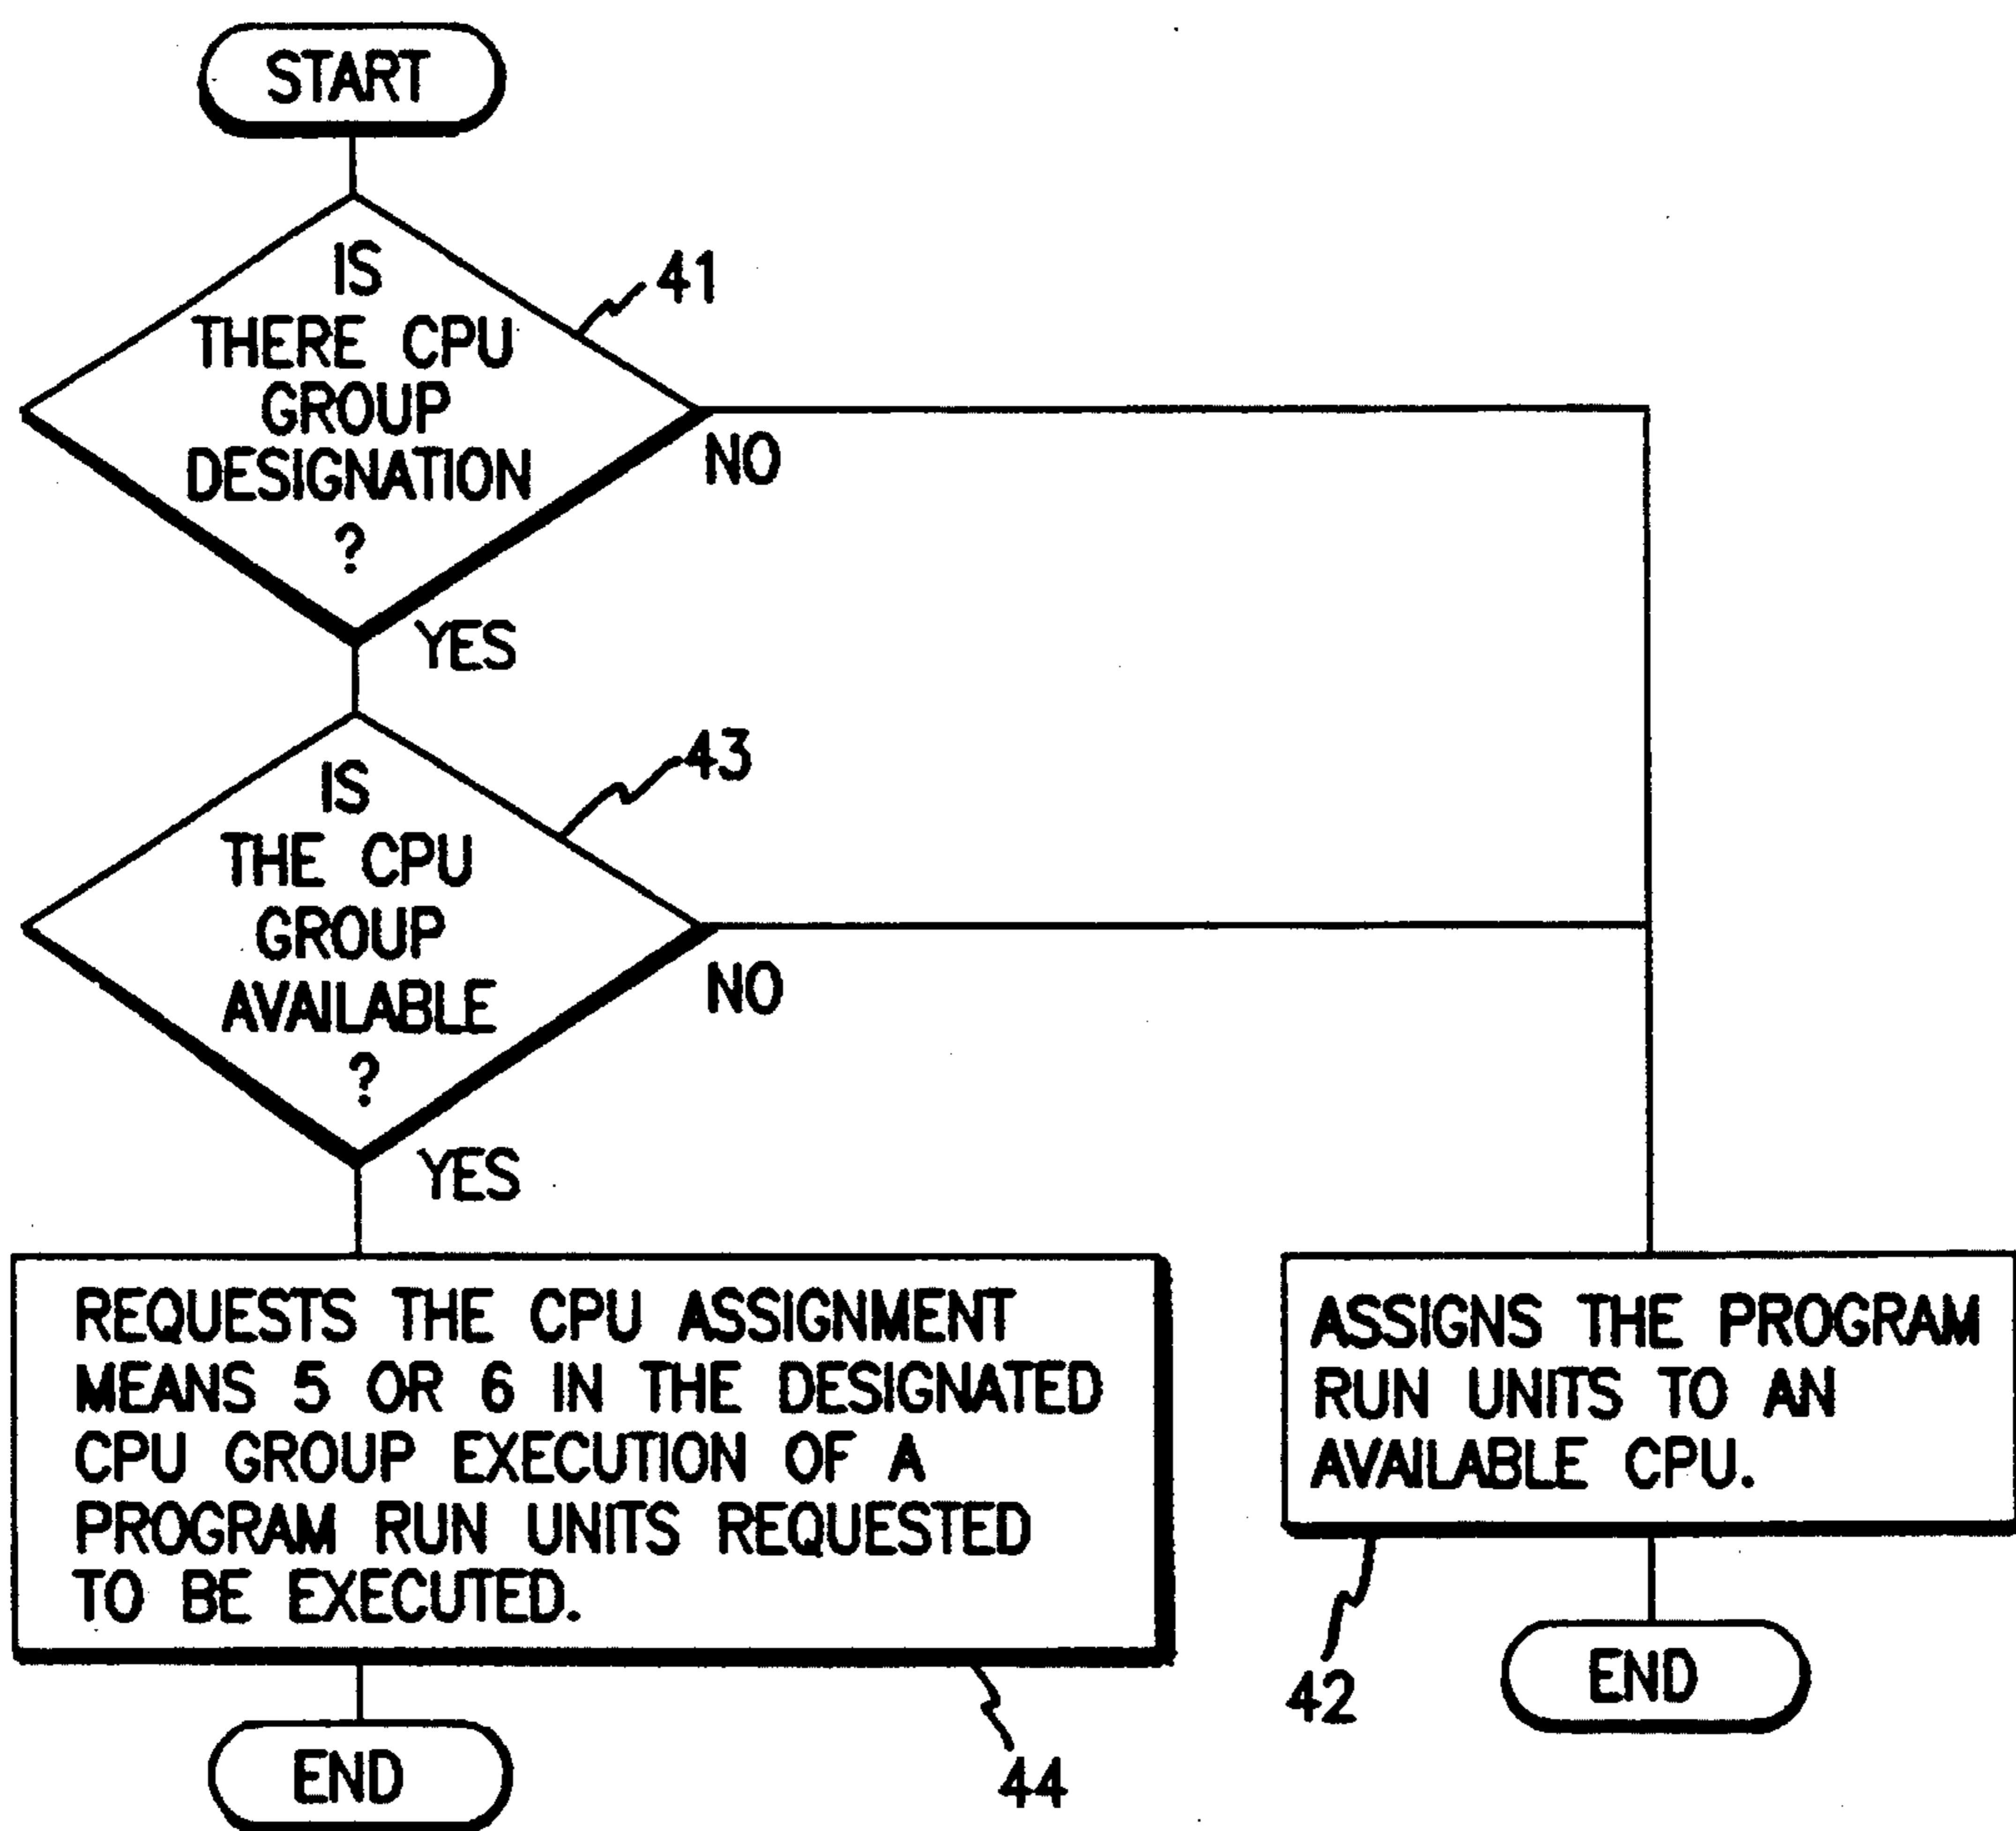 START
IS
THERE CPU
GROUP
DESIGNATION
?
41
NO
YES
IS
THE CPU
GROUP
AVAILABLE
?
43
NO
YES
REQUESTS THE CPU ASSIGNMENT
MEANS 5 OR 6 IN THE DESIGNATED
CPU GROUP EXECUTION OF A
PROGRAM RUN UNITS REQUESTED
TO BE EXECUTED.
44
END
ASSIGNS THE PROGRAM
RUN UNITS TO AN
AVAILABLE CPU.
42
END